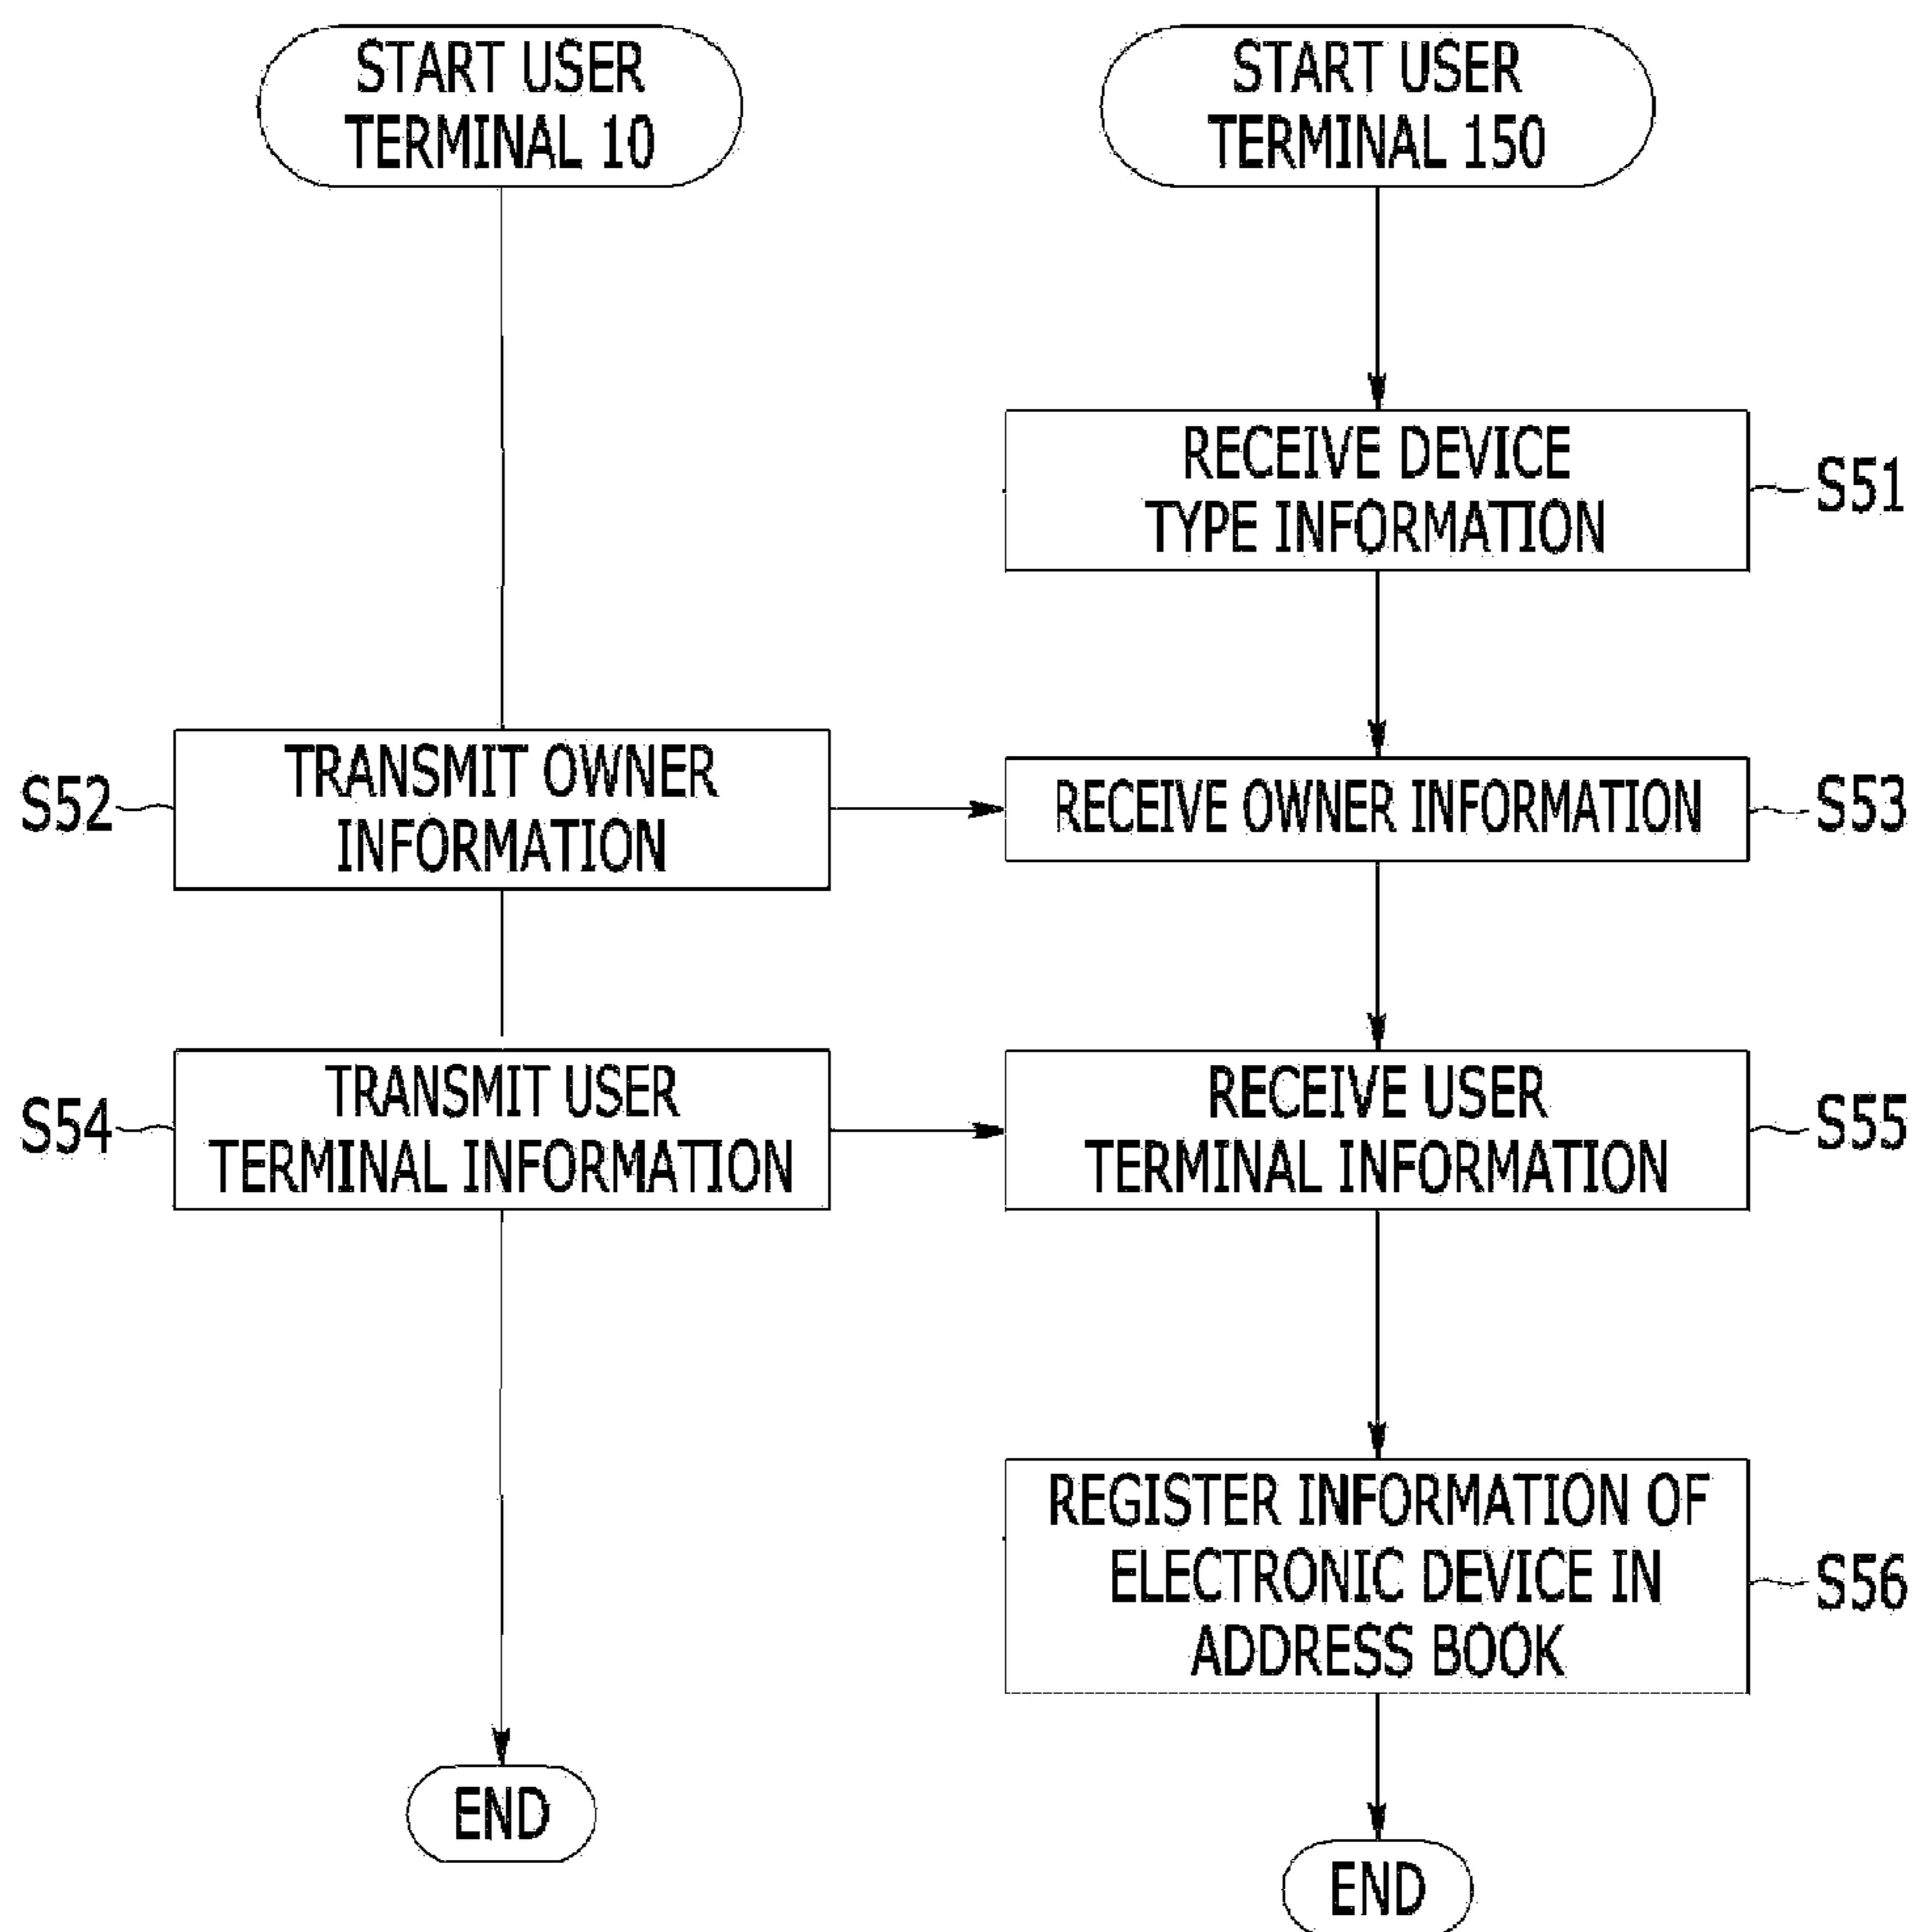 START USER
TERMINAL 10
START USER
TERMINAL 150
RECEIVE DEVICE
TYPE INFORMATION
S51
S52
TRANSMIT OWNER
INFORMATION
RECEIVE OWNER INFORMATION
S53
S54
TRANSMIT USER
TERMINAL INFORMATION
RECEIVE USER
TERMINAL INFORMATION
S55
REGISTER INFORMATION OF
ELECTRONIC DEVICE IN
ADDRESS BOOK
S56
END
END